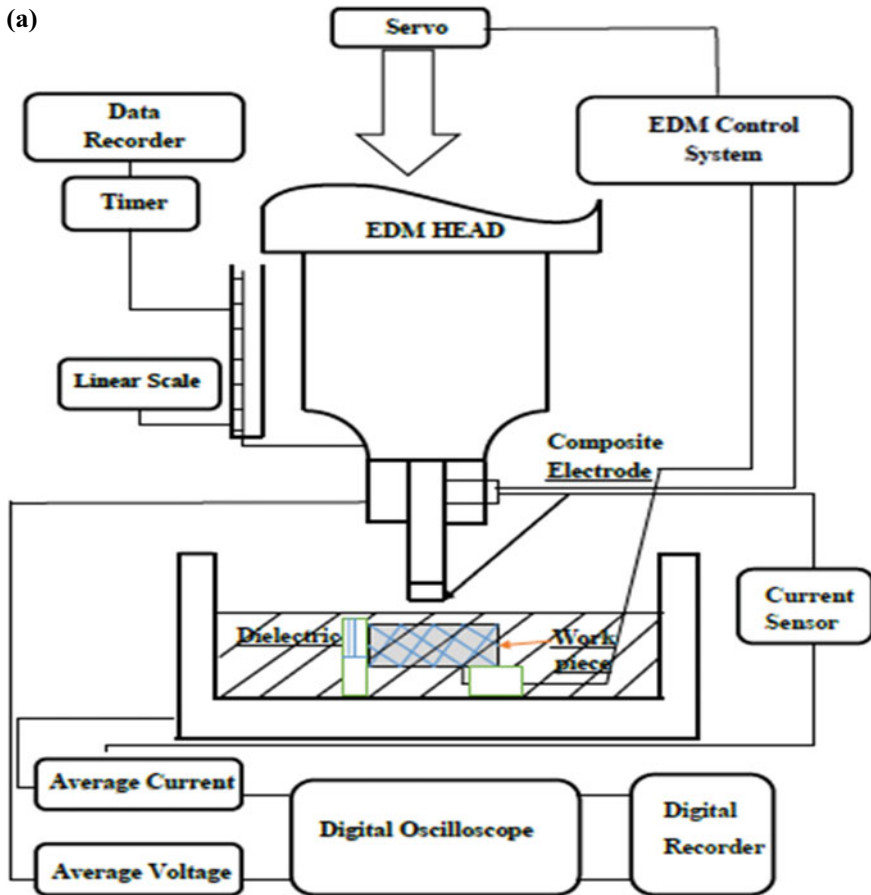 (a)
Servo
Data
Recorder
EDM Control
System
Timer
EDM HEAD
Linear Scale
Composite
Electrode
Current
Sensor
Dielectric
Work
piece
Average Current
Digital Oscilloscope
Digital
Recorder
Average Voltage